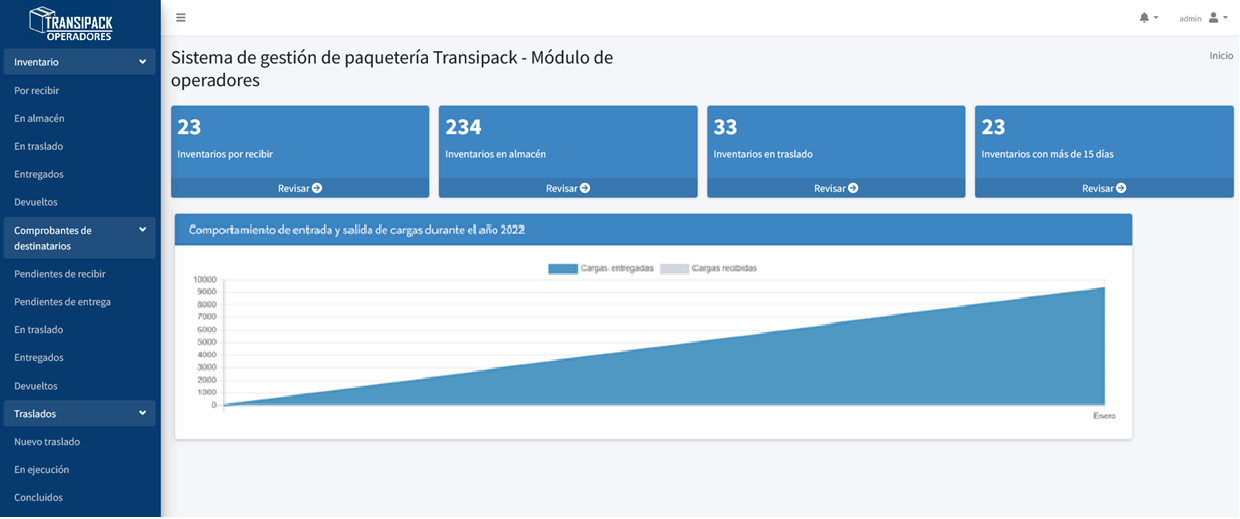 TRANSIPACK
OPERADORES
Inventario
Por recibir
En almacén
En traslado
Entregados
Devueltos
Comprobantes de
destinatarios
Pendientes de recibir
Pendientes de entrega
En traslado
Entregados
Devueltos
Traslados
Nuevo traslado
En ejecución
Concluidos
admin
Sistema de gestión de paquetería Transipack - Módulo de
operadores
Inicio
23
Inventarios por recibir
Revisar
234
Inventarios en almacén
Revisar
33
Inventarios en traslado
Revisar
23
Inventarios con más de 15 días
Revisar
Comportamiento de entrada y salida de cargas durante el año 2022
Cargas entregadas
Cargas recibidas
10000
9000
8000
7000
6000
5000
4000
3000
2000
1000
0
Enero